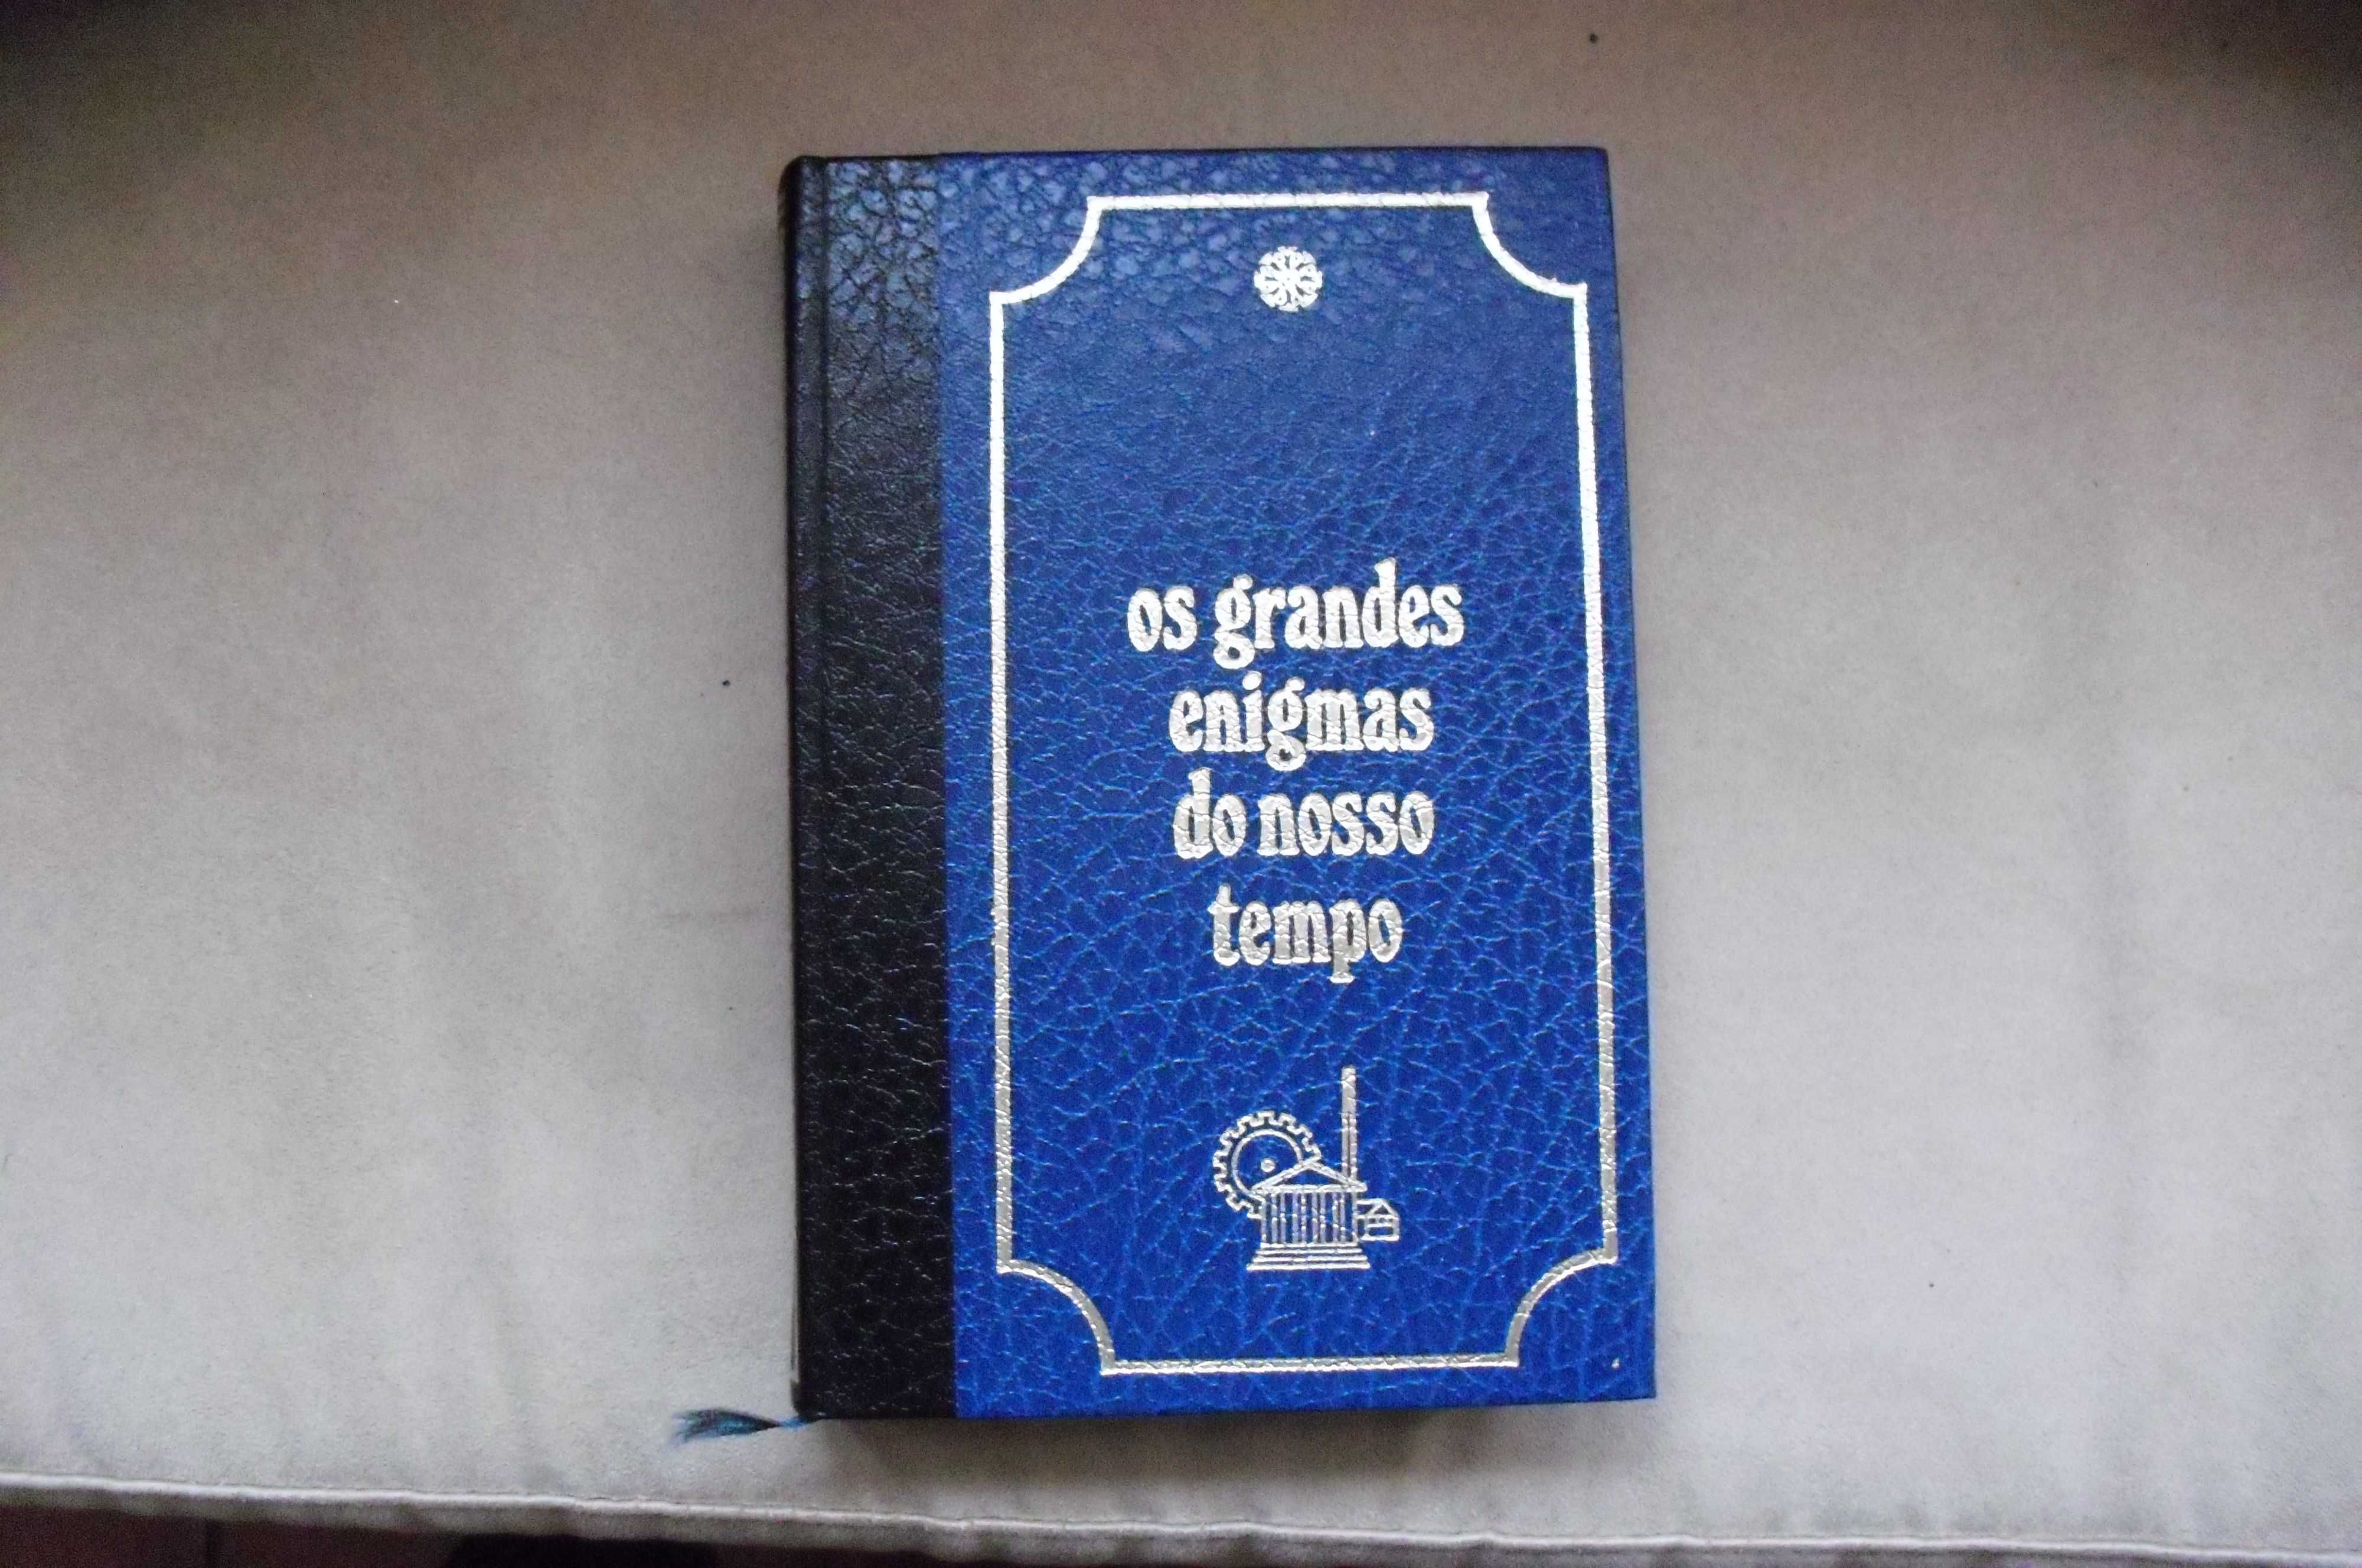 os grandes
enigmas
do nosso
tempo